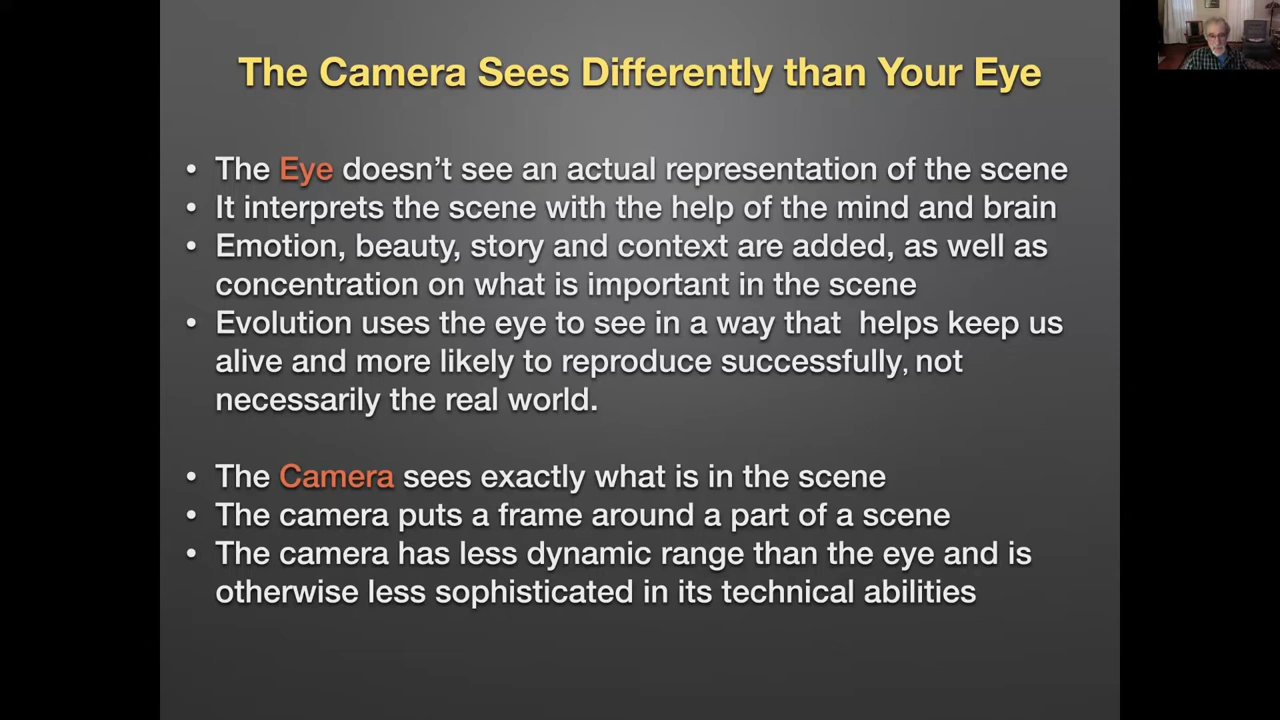 The Camera Sees Differently than Your Eye
• The Eye doesn’t see an actual representation of the scene
• It interprets the scene with the help of the mind and brain
• Emotion, beauty, story and context are added, as well as
concentration on what is important in the scene
• Evolution uses the eye to see in a way that  helps keep us
alive and more likely to reproduce successfully, not
necessarily the real world.
• The Camera sees exactly what is in the scene
• The camera puts a frame around a part of a scene
• The camera has less dynamic range than the eye and is
otherwise less sophisticated in its technical abilities